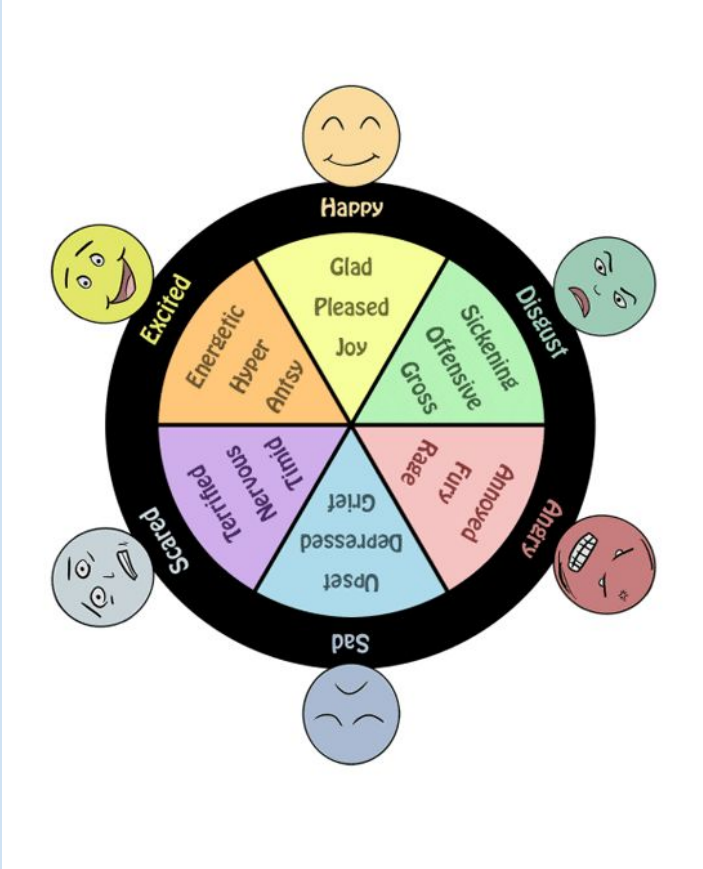 Happy
Glad
Pleased
Joy
Disgust
Sickening
Offensive
Gross
Angry
Annoyed
Fury
Rage
Sad
Upset
Depressed
Grief
Scared
Terrified
Nervous
Timid
Excited
Energetic
Hyper
Antsy